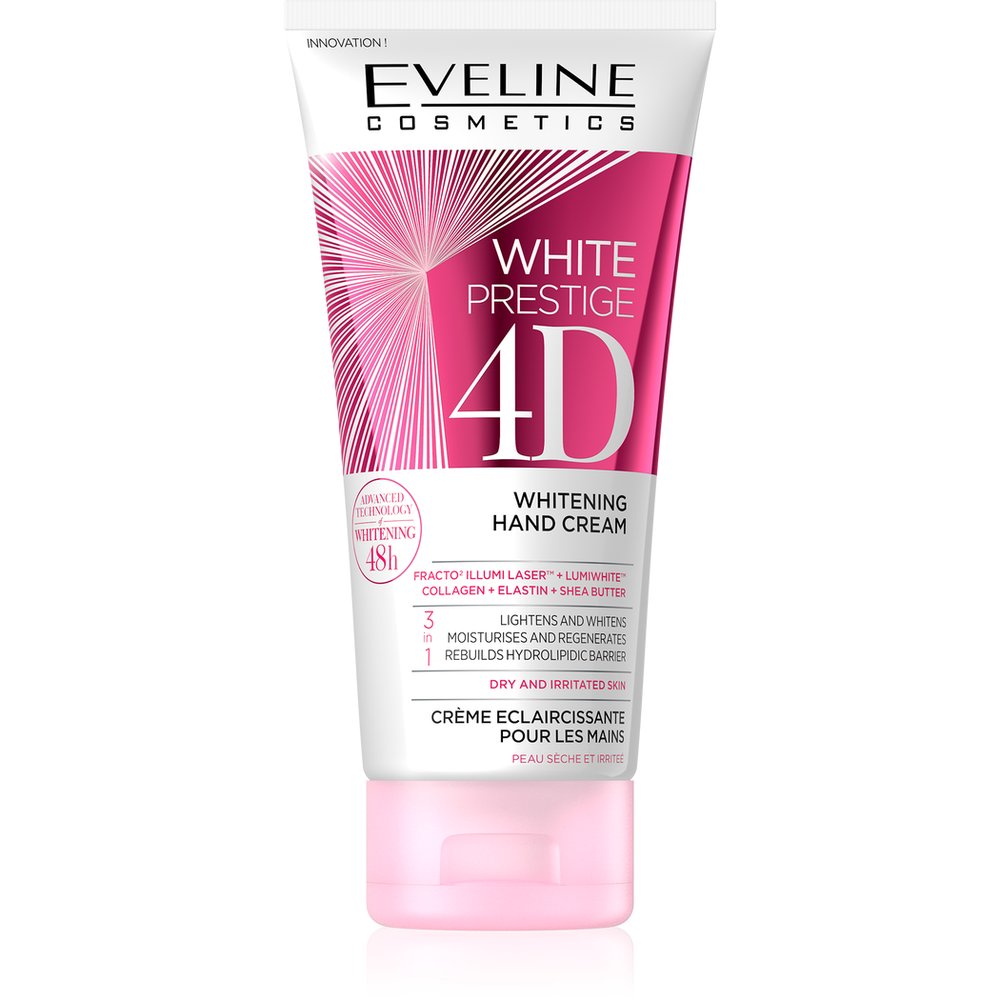 INNOVATION !
EVELINE
COSMETICS
WHITE
PRESTIGE
4D
ADVANCED
TECHNOLOGY
of
WHITENING
48h
WHITENING
HAND CREAM
FRACTO² ILLUMI LASER™ + LUMIWHITE™
COLLAGEN + ELASTIN + SHEA BUTTER
3
in
1
LIGHTENS AND WHITENS
MOISTURISES AND REGENERATES
REBUILDS HYDROLIPIDIC BARRIER
DRY AND IRRITATED SKIN
CRÈME ECLAIRCISSANTE
POUR LES MAINS
PEAU SÈCHE ET IRRITEÉ